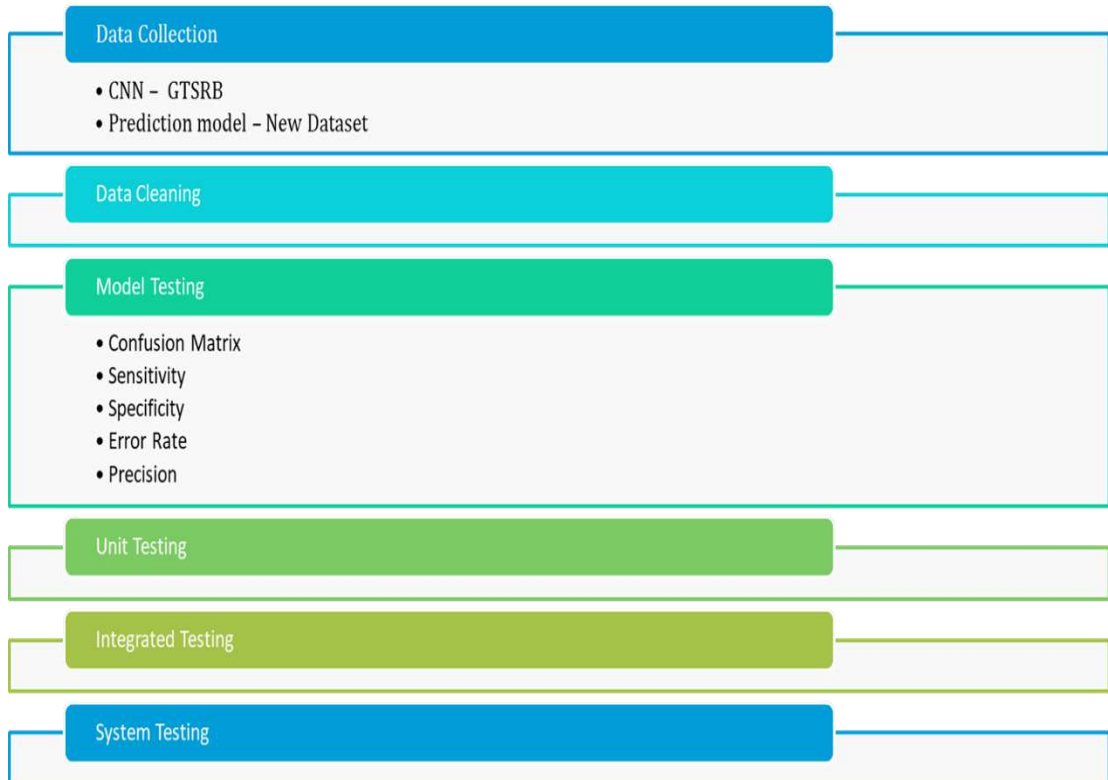 Data Collection
• CNN – GTSRB
• Prediction model – New Dataset
Data Cleaning
Model Testing
• Confusion Matrix
• Sensitivity
• Specificity
• Error Rate
• Precision
Unit Testing
Integrated Testing
System Testing